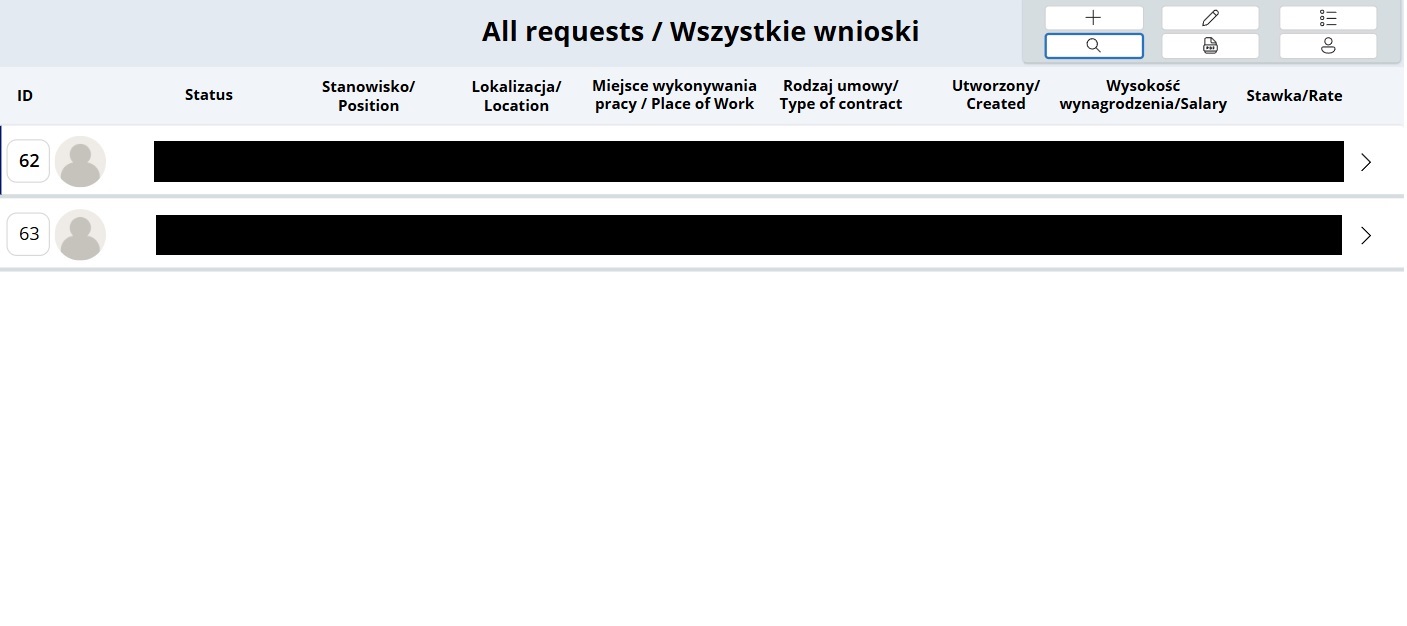 All requests / Wszystkie wnioski
ID
Status
Stanowisko/
Position
Lokalizacja/
Location
Miejsce wykonywania
pracy / Place of Work
Rodzaj umowy/
Type of contract
Utworzony/
Created
Wysokość
wynagrodzenia/Salary
Stawka/Rate
62
63